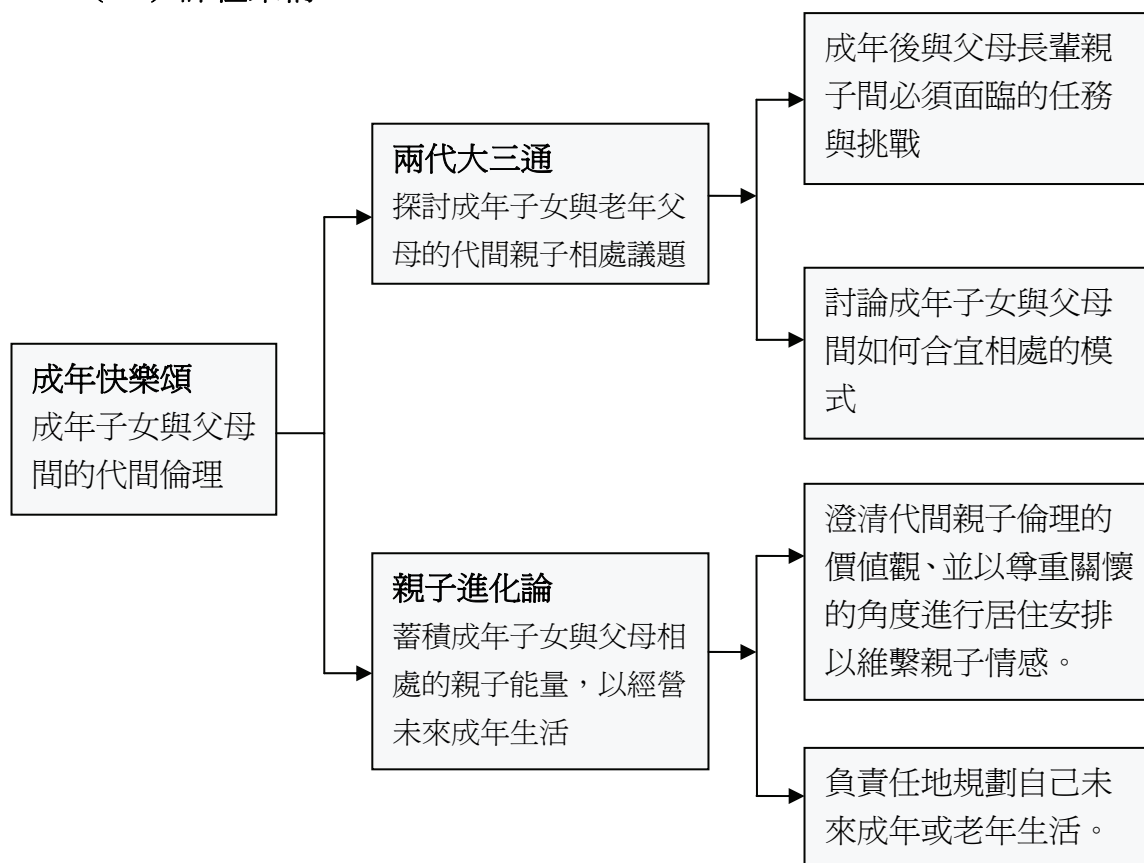 成年後與父母長輩親
子間必須面臨的任務
與挑戰
兩代大三通
探討成年子女與老年父
母的代間親子相處議題
討論成年子女與父母
間如何合宜相處的模
式
成年快樂頌
成年子女與父母
間的代間倫理
澄清代間親子倫理的
價值觀、並以尊重關懷
的角度進行居住安排
以維繫親子情感。
親子進化論
蓄積成年子女與父母相
處的親子能量，以經營
未來成年生活
負責任地規劃自己未
來成年或老年生活。